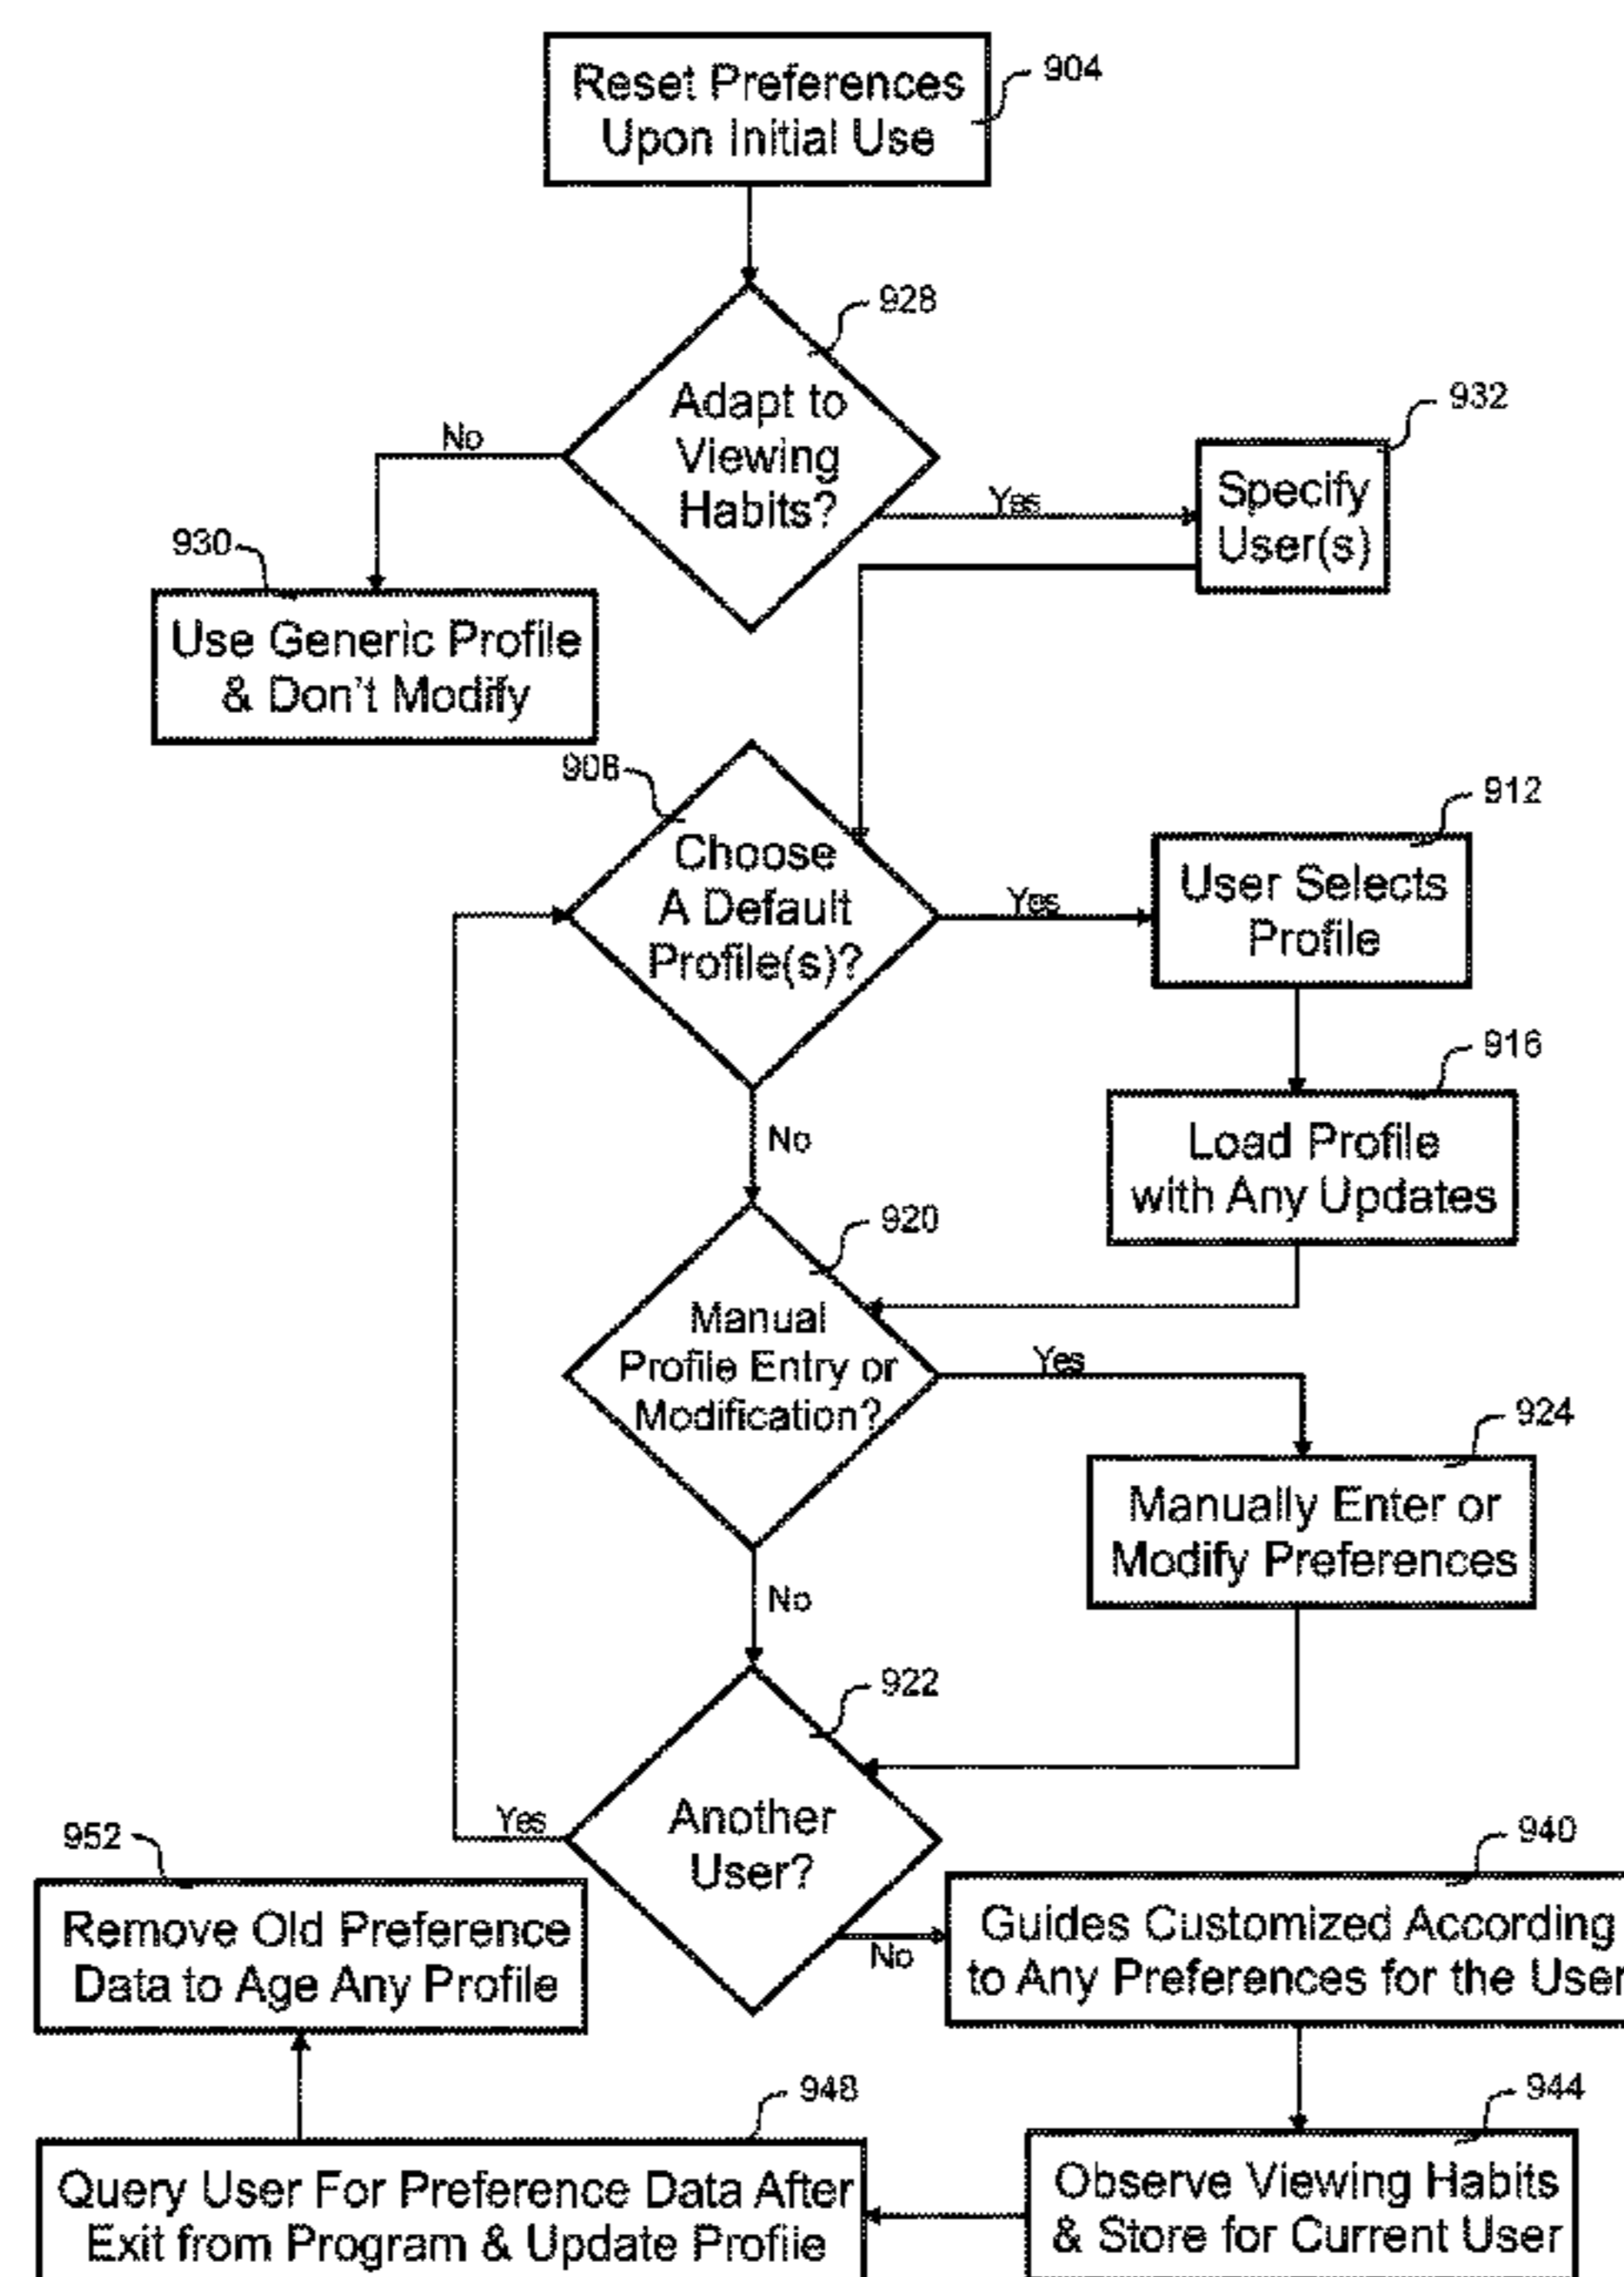 Reset Preferences
Upon Initial Use
904
928
Adapt to
Viewing
Habits?
No
Yes
932
Specify
User(s)
930
Use Generic Profile
& Don't Modify
908
Choose
A Default
Profile(s)?
Yes
912
User Selects
Profile
No
916
Load Profile
with Any Updates
920
Manual
Profile Entry or
Modification?
Yes
924
Manually Enter or
Modify Preferences
No
922
Another
User?
Yes
No
952
Remove Old Preference
Data to Age Any Profile
940
Guides Customized According
to Any Preferences for the User
948
Query User For Preference Data After
Exit from Program & Update Profile
944
Observe Viewing Habits
& Store for Current User